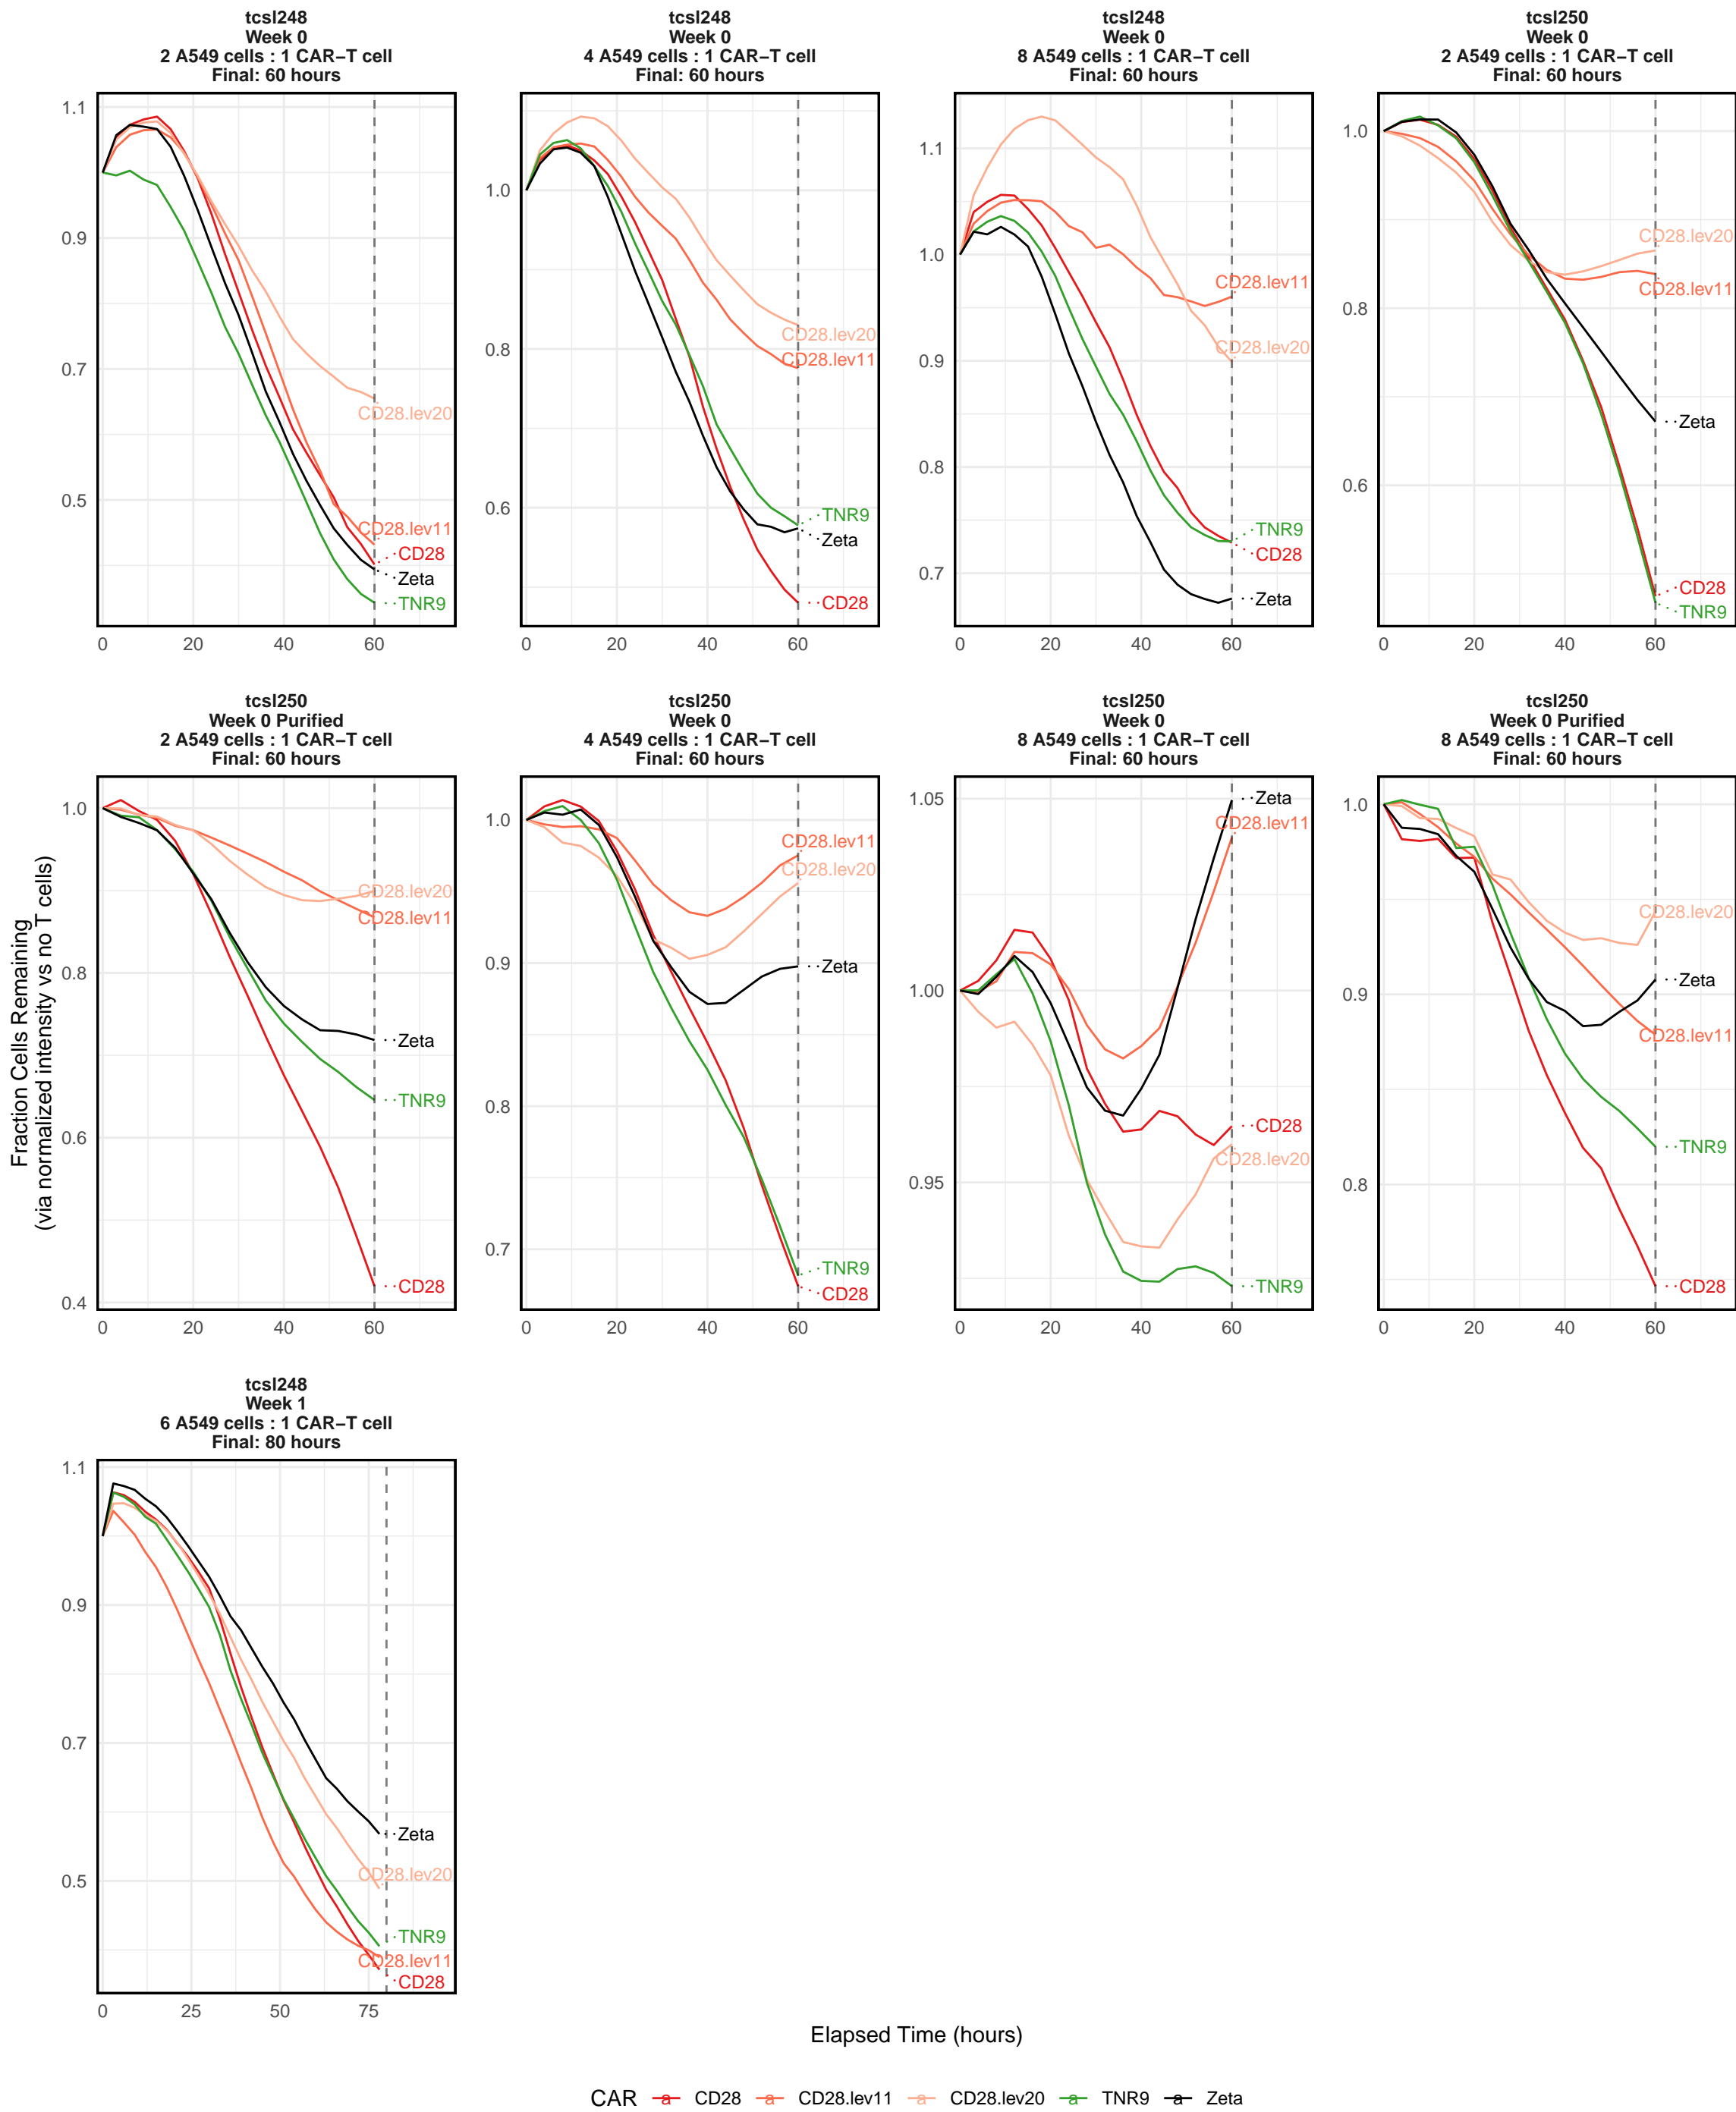 tcsl248
Week 0
2 A549 cells : 1 CAR−T cell
Final: 60 hours
1.1
0.9
0.7
0.5
0
20
40
60
CD28.lev20
CD28.lev11
CD28
Zeta
TNR9
tcsl248
Week 0
4 A549 cells : 1 CAR−T cell
Final: 60 hours
1.0
0.8
0.6
0
20
40
60
CD28.lev20
CD28.lev11
TNR9
Zeta
CD28
tcsl248
Week 0
8 A549 cells : 1 CAR−T cell
Final: 60 hours
1.1
1.0
0.9
0.8
0.7
0
20
40
60
CD28.lev11
CD28.lev20
TNR9
CD28
Zeta
tcsl250
Week 0
2 A549 cells : 1 CAR−T cell
Final: 60 hours
1.0
0.8
0.6
0
20
40
60
CD28.lev20
CD28.lev11
Zeta
CD28
TNR9
Fraction Cells Remaining
(via normalized intensity vs no T cells)
tcsl250
Week 0 Purified
2 A549 cells : 1 CAR−T cell
Final: 60 hours
1.0
0.8
0.6
0.4
0
20
40
60
CD28.lev20
CD28.lev11
Zeta
TNR9
CD28
tcsl250
Week 0
4 A549 cells : 1 CAR−T cell
Final: 60 hours
1.0
0.9
0.8
0.7
0
20
40
60
CD28.lev11
CD28.lev20
Zeta
TNR9
CD28
tcsl250
Week 0
8 A549 cells : 1 CAR−T cell
Final: 60 hours
1.05
1.00
0.95
0
20
40
60
Zeta
CD28.lev11
CD28
CD28.lev20
TNR9
tcsl250
Week 0 Purified
8 A549 cells : 1 CAR−T cell
Final: 60 hours
1.0
0.9
0.8
0
20
40
60
CD28.lev20
Zeta
CD28.lev11
TNR9
CD28
tcsl248
Week 1
6 A549 cells : 1 CAR−T cell
Final: 80 hours
1.1
0.9
0.7
0.5
0
25
50
75
Zeta
CD28.lev20
TNR9
CD28.lev11
CD28
Elapsed Time (hours)
CAR a CD28 a CD28.lev11 a CD28.lev20 a TNR9 a Zeta